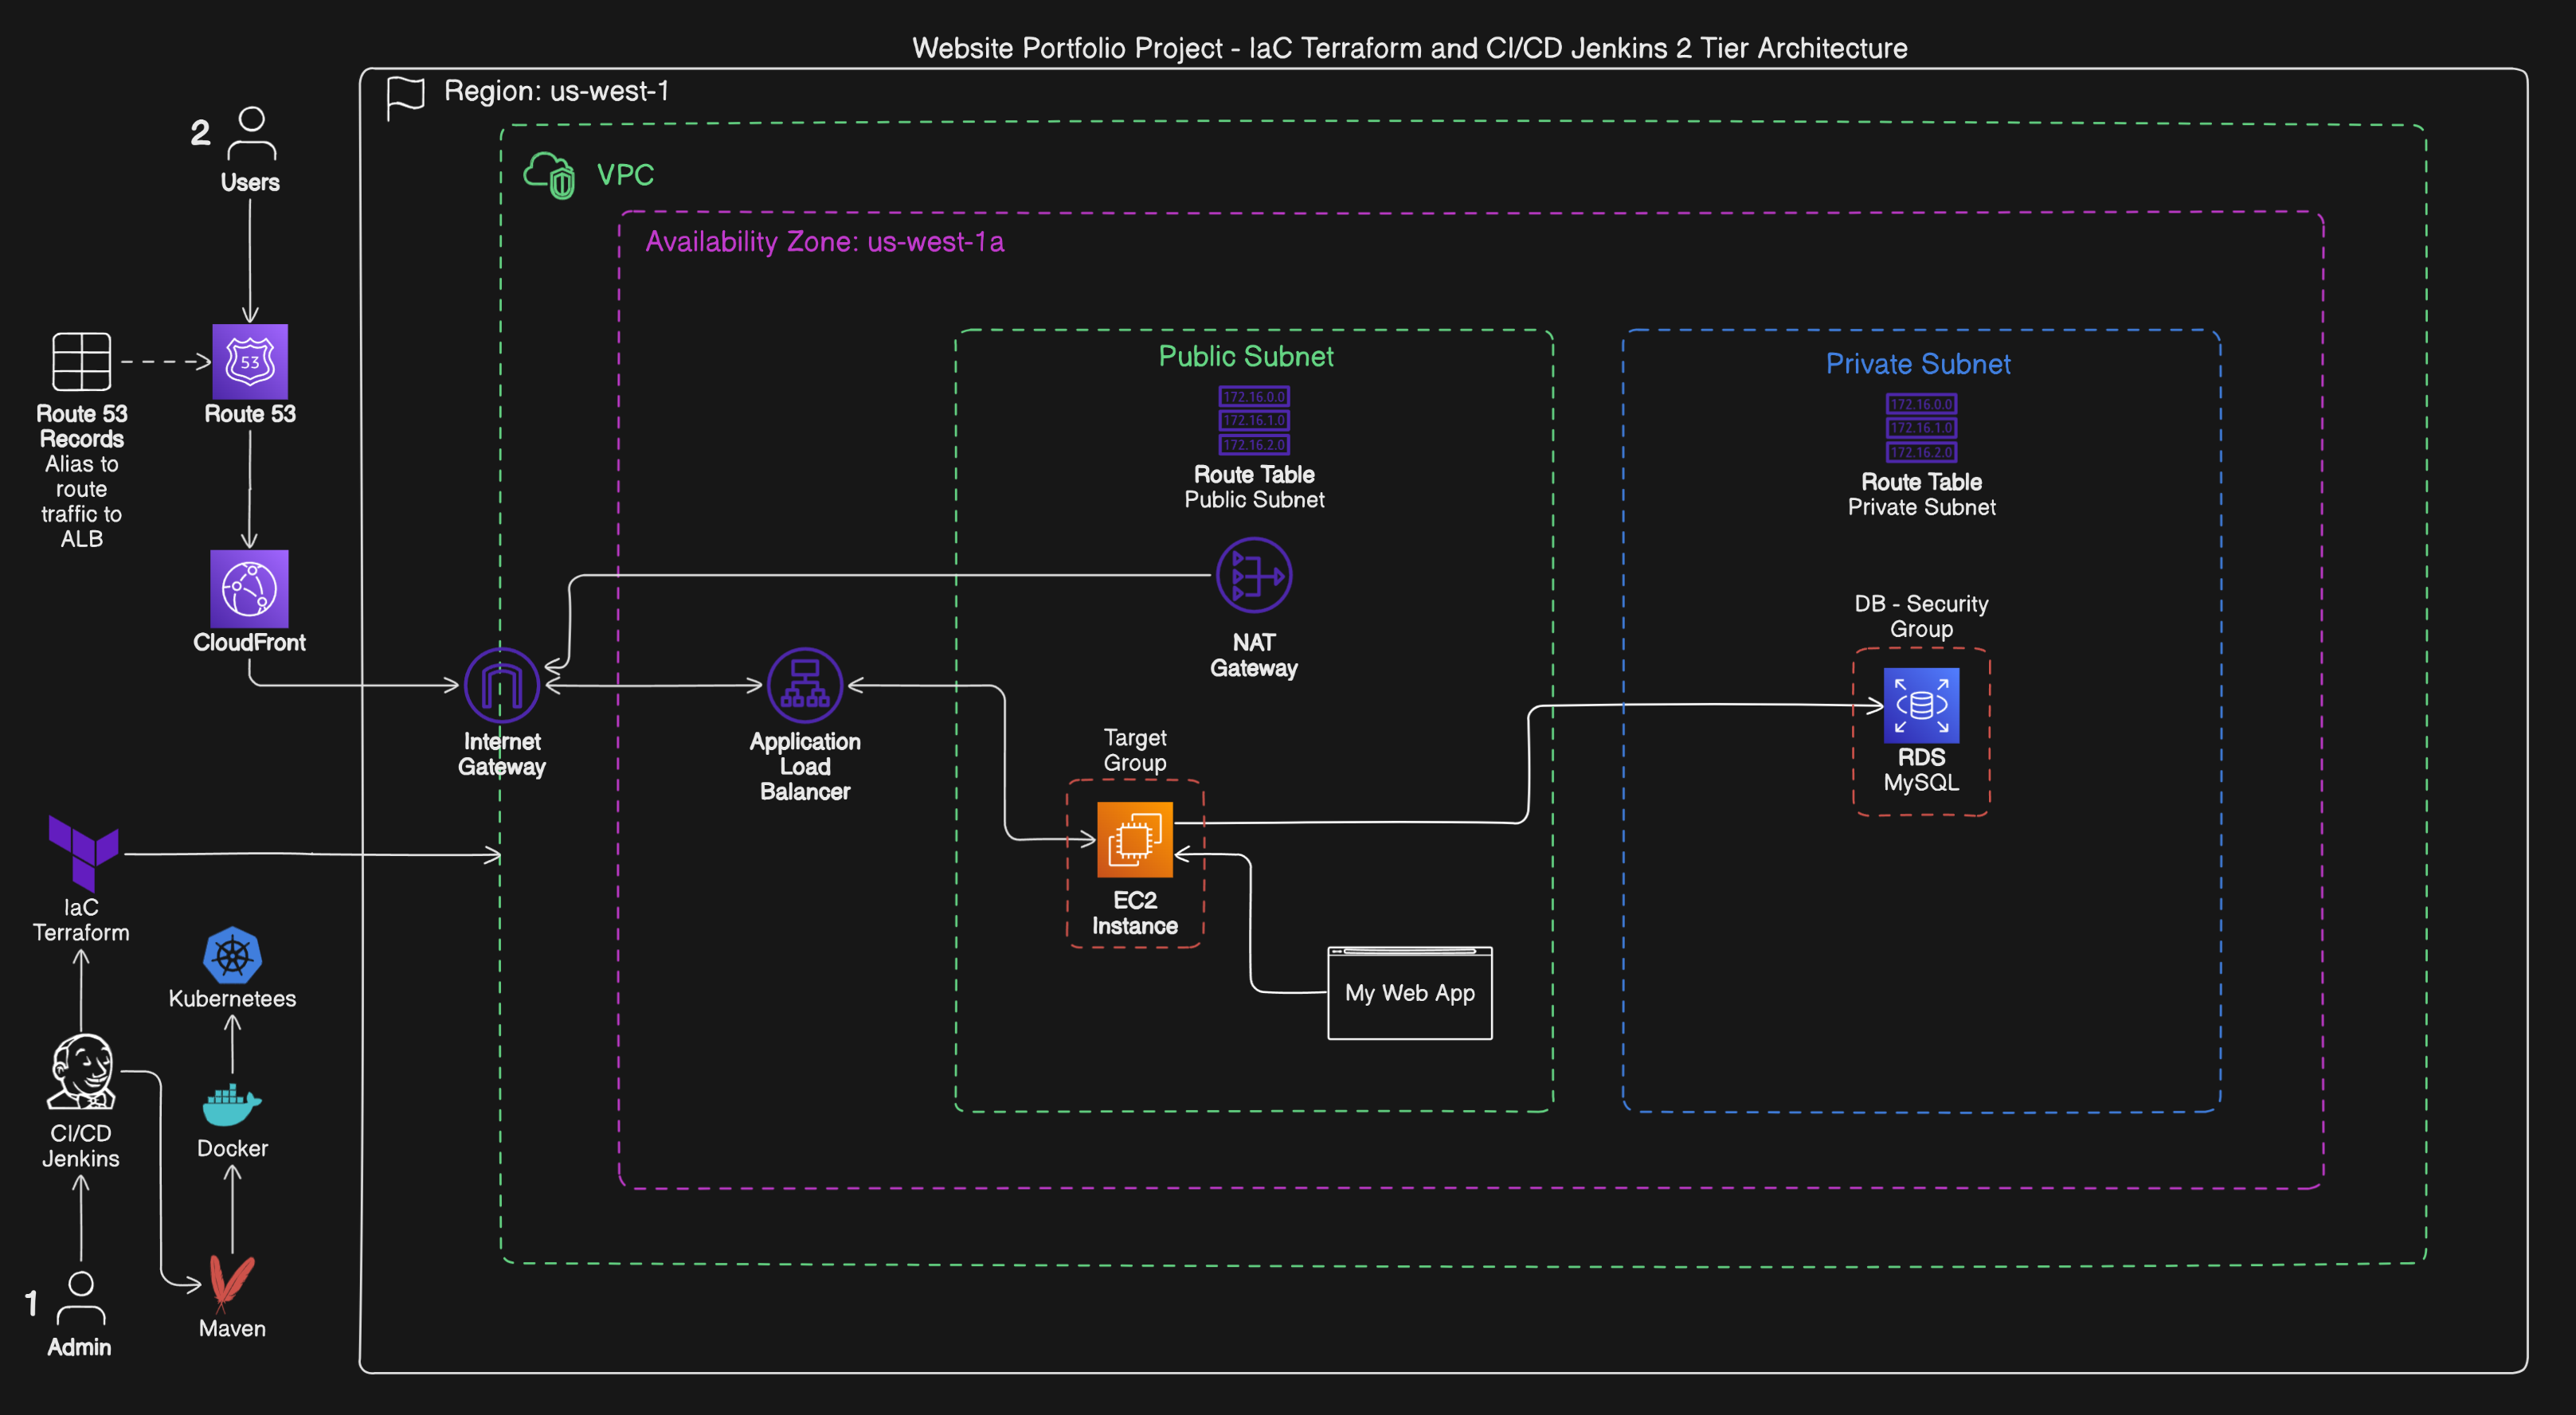 Website Portfolio Project - IaC Terraform and CI/CD Jenkins 2 Tier Architecture
Region: us-west-1
2
Users
VPC
Availability Zone: us-west-1a
53
Route 53
Records
Alias to
route
traffic to
ALB
Route 53
CloudFront
Public Subnet
172.16.0.0
172.16.1.0
172.16.2.0
Route Table
Public Subnet
Private Subnet
172.16.0.0
172.16.1.0
172.16.2.0
Route Table
Private Subnet
NAT
Gateway
DB - Security
Group
RDS
MySQL
Internet
Gateway
Application
Load
Balancer
Target
Group
EC2
Instance
My Web App
IaC
Terraform
Kubernetees
CI/CD
Jenkins
Docker
1
Admin
Maven